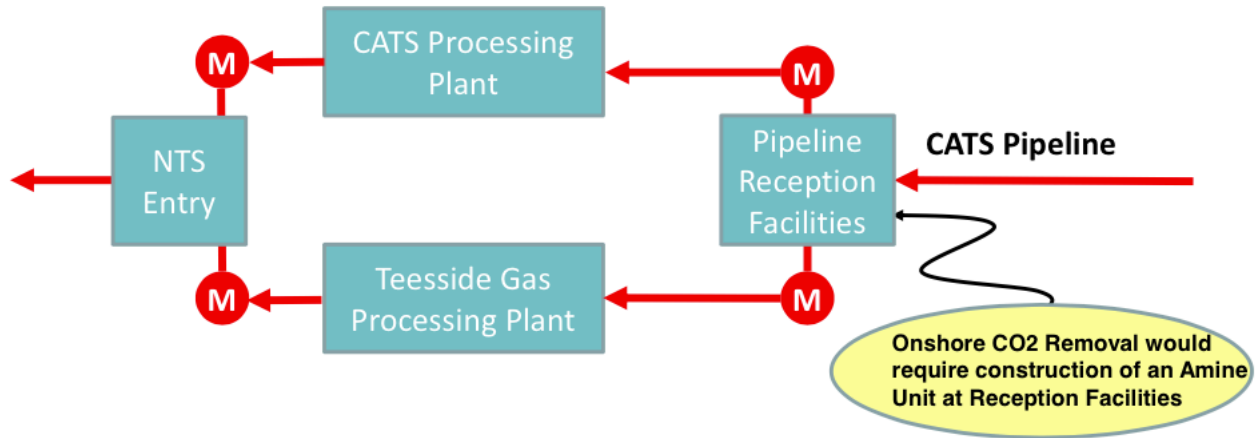 M
CATS Processing
Plant
M
NTS
Entry
Pipeline
Reception
Facilities
CATS Pipeline
M
Teesside Gas
Processing Plant
M
Onshore CO2 Removal would
require construction of an Amine
Unit at Reception Facilities